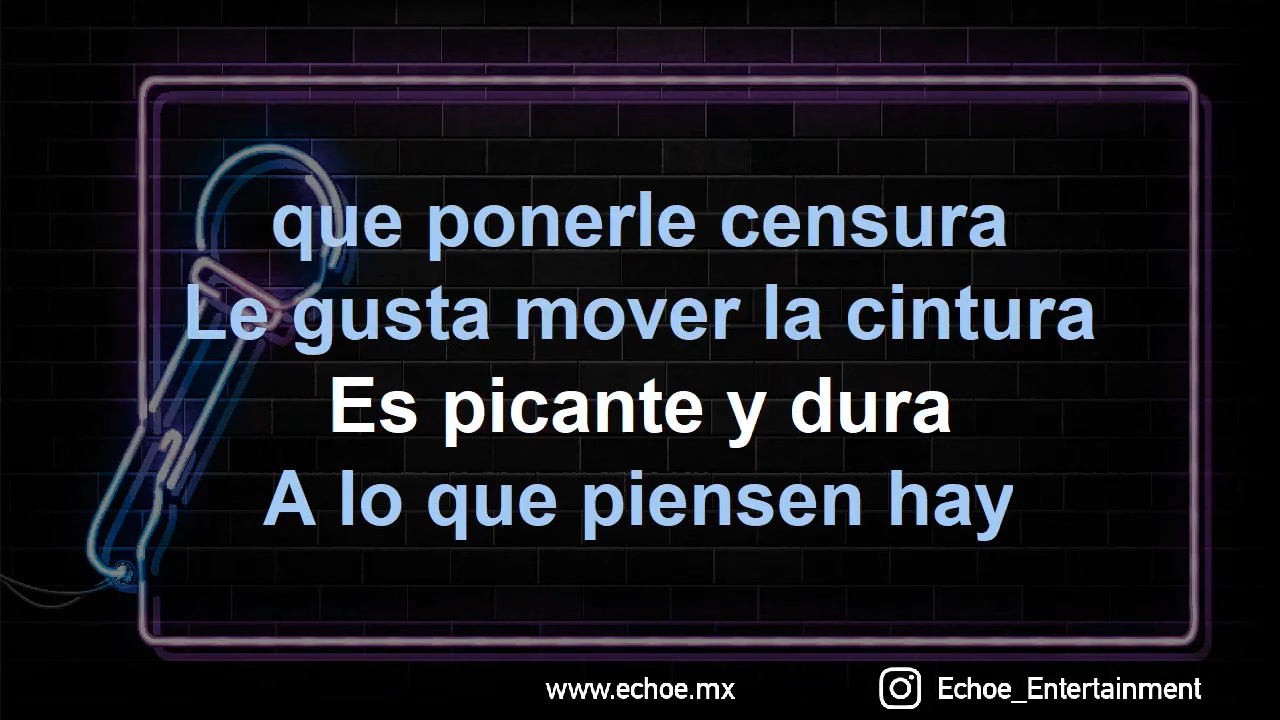 que ponerle censura
Le gusta mover la cintura
Es picante y dura
A lo que piensen hay
www.echoe.mx
Echoe_Entertainment